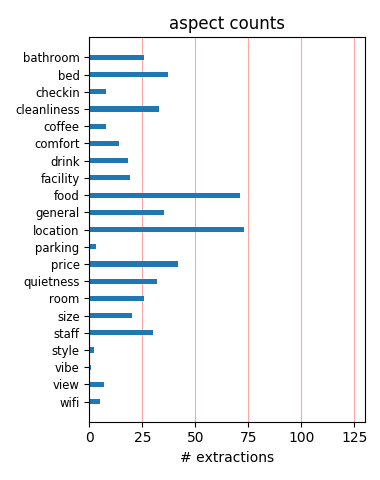 aspect counts
bathroom
bed
checkin
cleanliness
coffee
comfort
drink
facility
food
general
location
parking
price
quietness
room
size
staff
style
vibe
view
wifi
0 25 50 75 100 125
# extractions